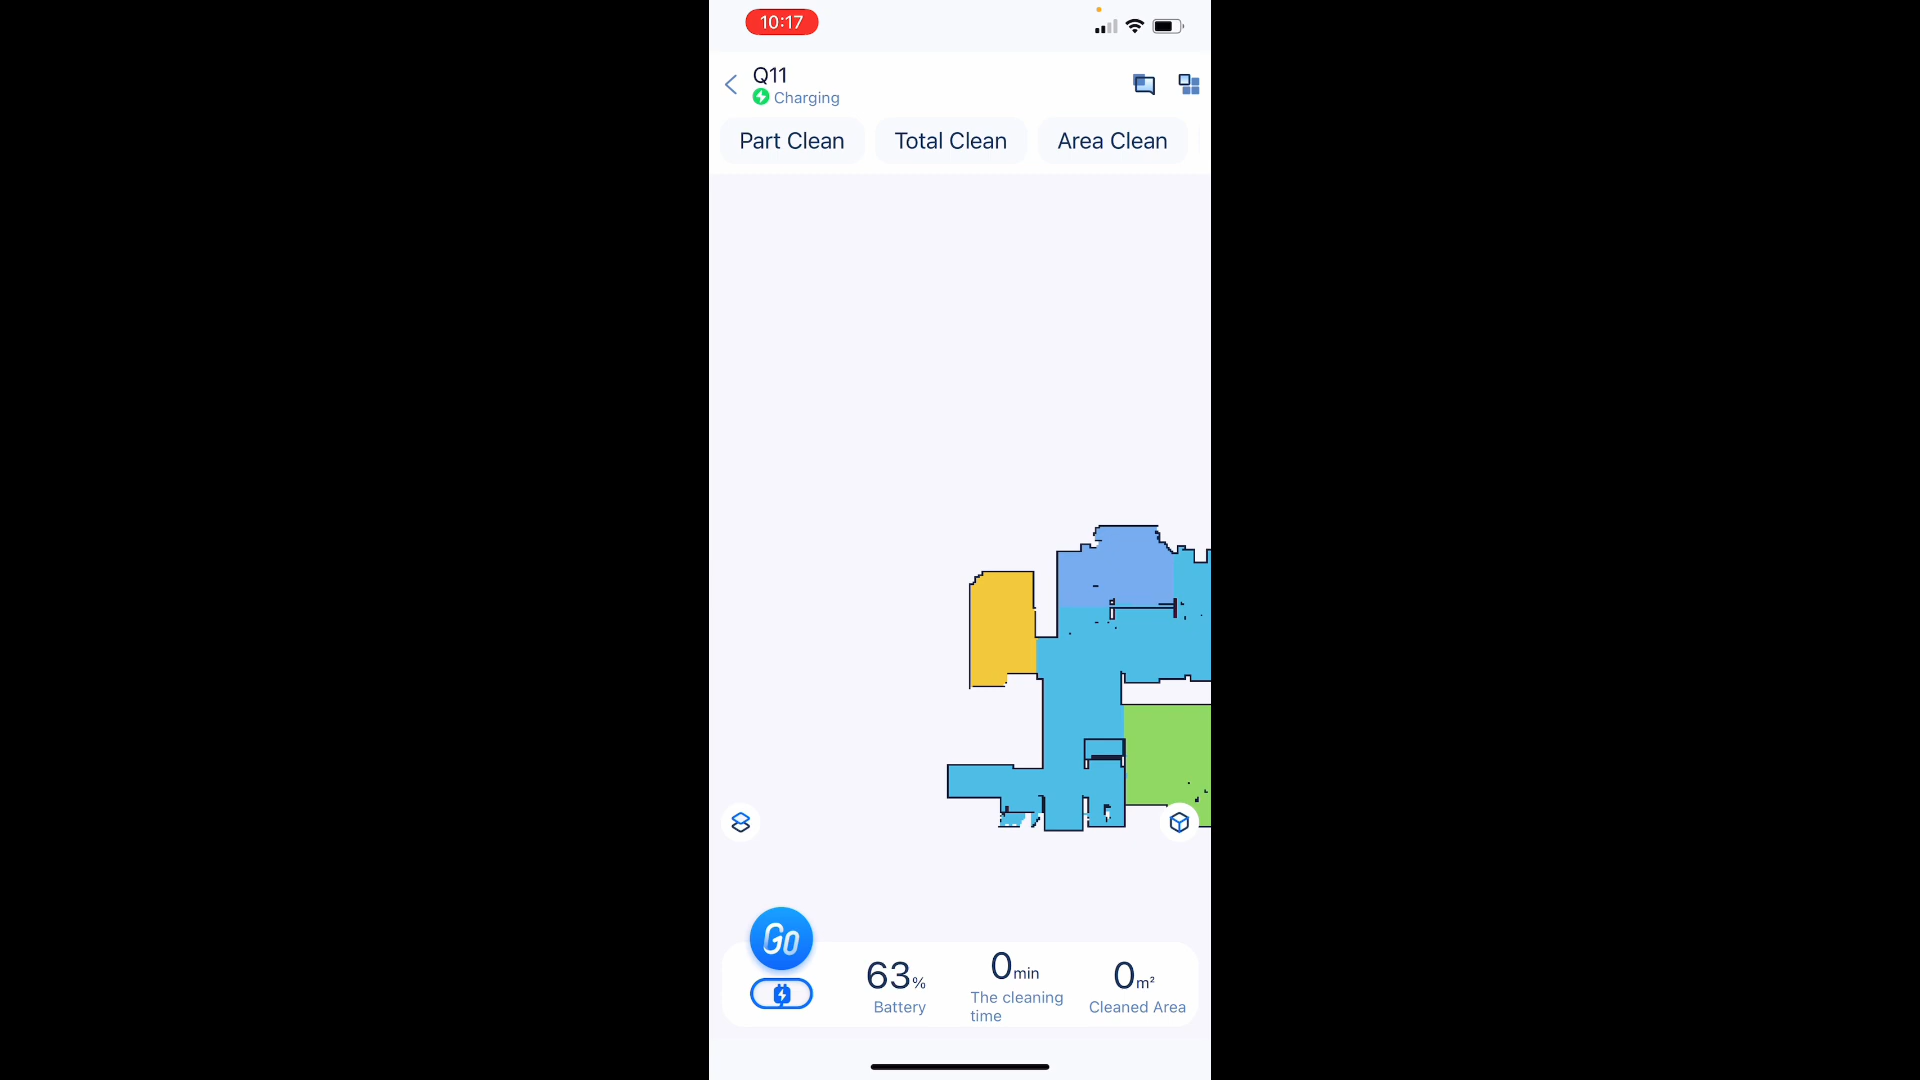 10:17
Q11
Charging
Part Clean
Total Clean
Area Clean
Go
63%
Battery
0min
The cleaning
time
0m²
Cleaned Area